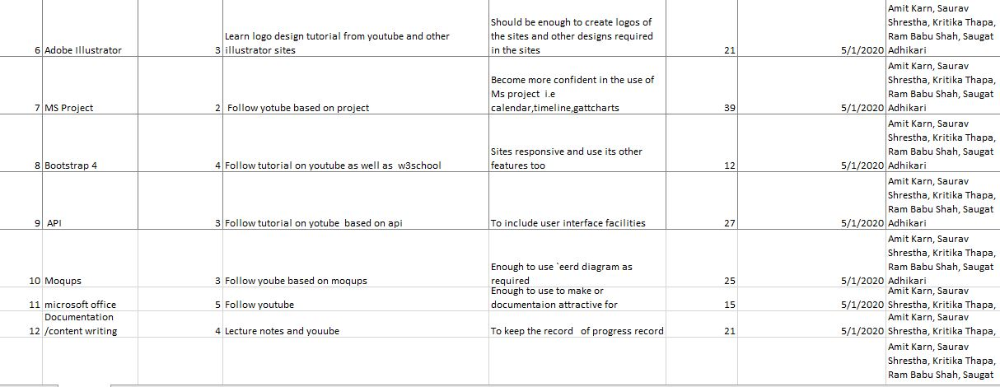 Amit Karn, Saurav
Shrestha, Kritika Thapa,
Ram Babu Shah, Saugat
Adhikari
6 Adobe Illustrator 3 Learn logo design tutorial from youtube and other
illustrator sites
Should be enough to create logos of
the sites and other designs required
in the sites
21 5/1/2020
Amit Karn, Saurav
Shrestha, Kritika Thapa,
Ram Babu Shah, Saugat
Adhikari
7 MS Project 2 Follow yotube based on project
Become more confident in the use of
Ms project i.e
calendar,timeline,gattcharts
39 5/1/2020
Amit Karn, Saurav
Shrestha, Kritika Thapa,
Ram Babu Shah, Saugat
Adhikari
8 Bootstrap 4 4 Follow tutorial on youtube as well as w3school
Sites responsive and use its other
features too
12 5/1/2020
Amit Karn, Saurav
Shrestha, Kritika Thapa,
Ram Babu Shah, Saugat
Adhikari
9 API 3 Follow tutorial on yotube based on api
To include user interface facilities
27 5/1/2020
Amit Karn, Saurav
Shrestha, Kritika Thapa,
Ram Babu Shah, Saugat
Adhikari
10 Moqups 3 Follow yoube based on moqups
Enough to use `eerd diagram as
required
25 5/1/2020
Amit Karn, Saurav
Shrestha, Kritika Thapa,
11 microsoft office 5 Follow youtube
Enough to use to make or
documentaion attractive for
15 5/1/2020
Amit Karn, Saurav
Shrestha, Kritika Thapa,
12 Documentation
/content writing
4 Lecture notes and youube
To keep the record of progress record
21 5/1/2020
Amit Karn, Saurav
Shrestha, Kritika Thapa,
Ram Babu Shah, Saugat